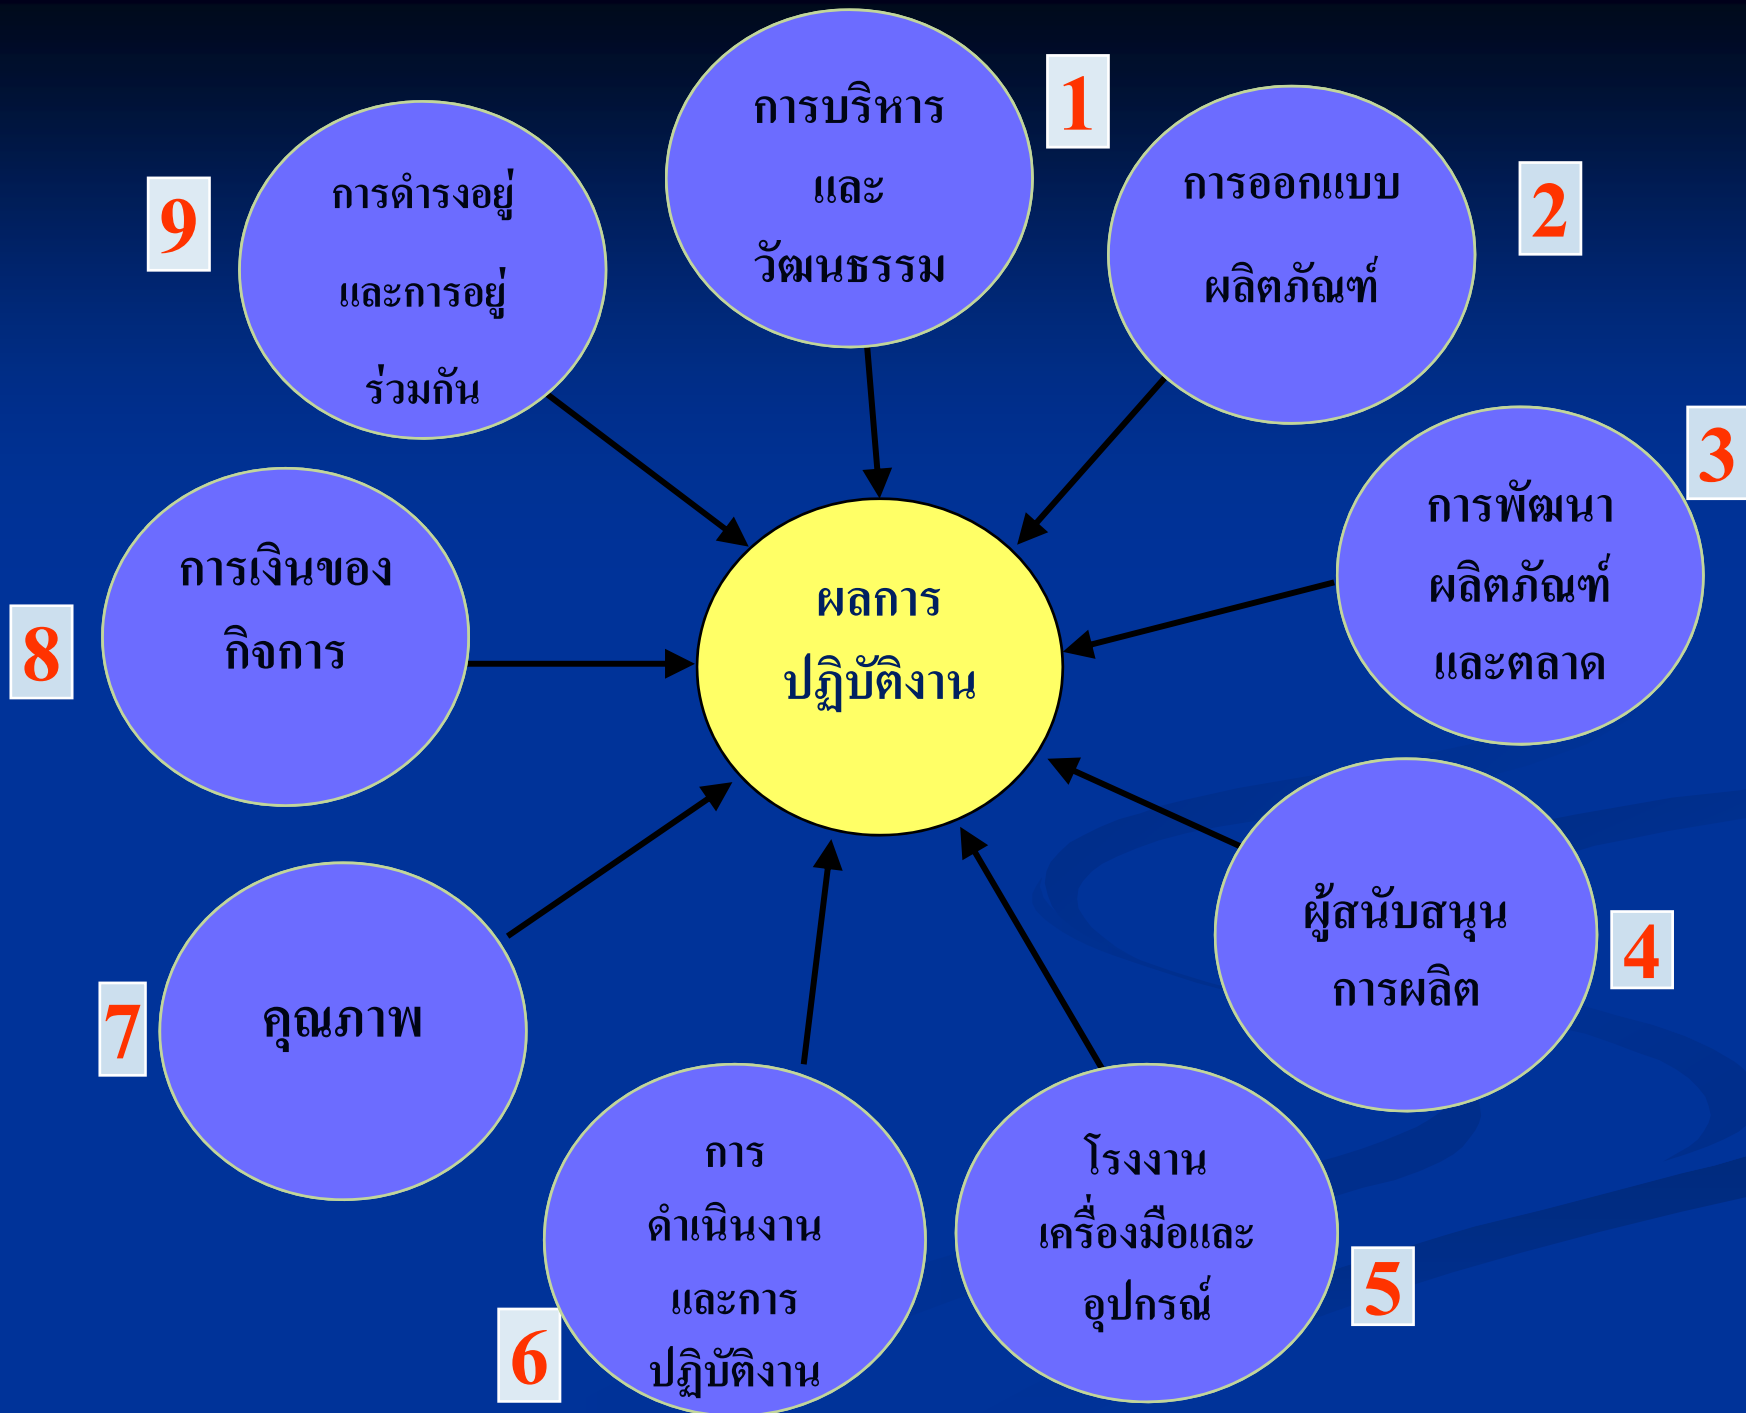 การบริหาร
และ
วัฒนธรรม
1
การออกแบบ
ผลิตภัณฑ์
2
การพัฒนา
ผลิตภัณฑ์
และตลาด
3
ผู้สนับสนุน
การผลิต
4
โรงงาน
เครื่องมือและ
อุปกรณ์
5
การ
ดำเนินงาน
และการ
ปฏิบัติงาน
6
คุณภาพ
7
การเงินของ
กิจการ
8
การดำรงอยู่
และการอยู่
ร่วมกัน
9
ผลการ
ปฏิบัติงาน